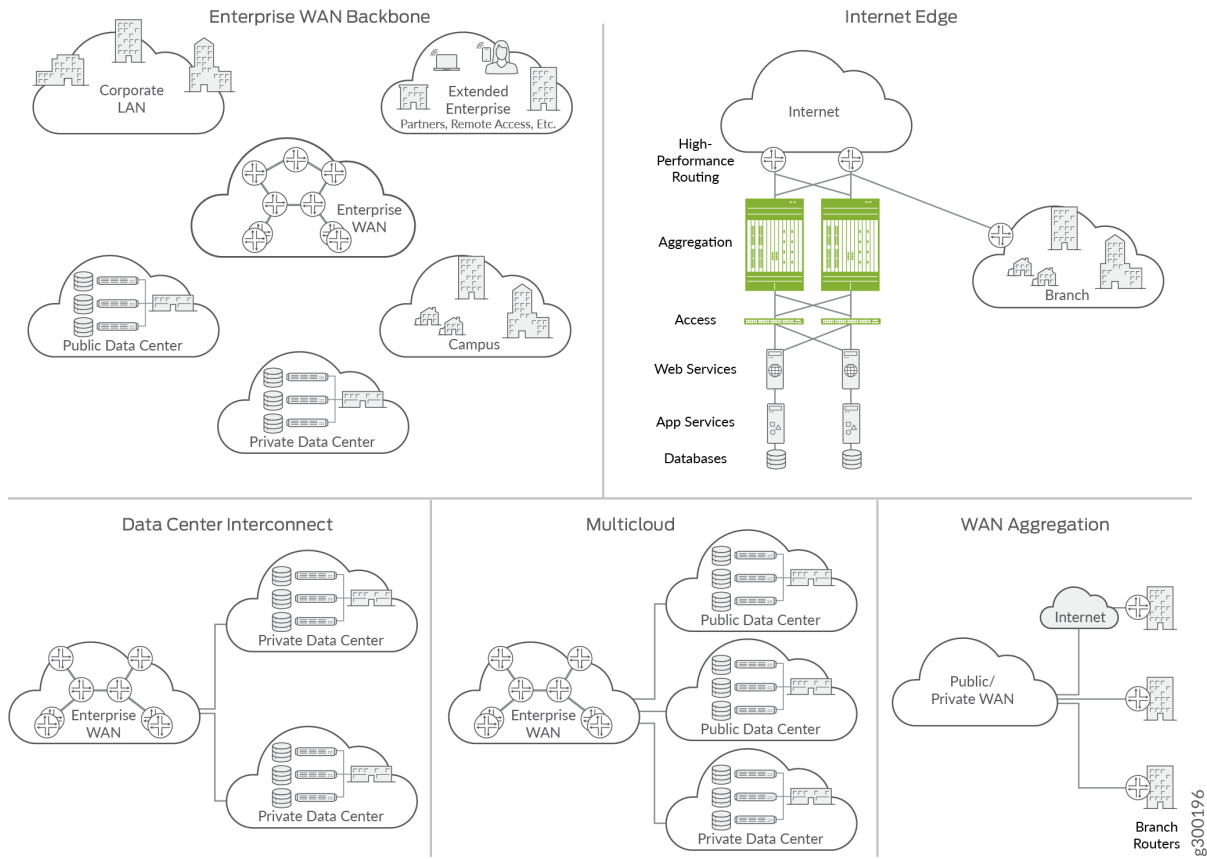 Enterprise WAN Backbone
Corporate
LAN
Extended
Enterprise
Partners, Remote Access, Etc.
Enterprise
WAN
Public Data Center
Campus
Private Data Center
Internet Edge
Internet
High-
Performance
Routing
Aggregation
Branch
Access
Web Services
App Services
Databases
Data Center Interconnect
Private Data Center
Enterprise
WAN
Private Data Center
Multicloud
Public Data Center
Enterprise
WAN
Public Data Center
Private Data Center
WAN Aggregation
Internet
Public/
Private WAN
Branch
Routers
g300196